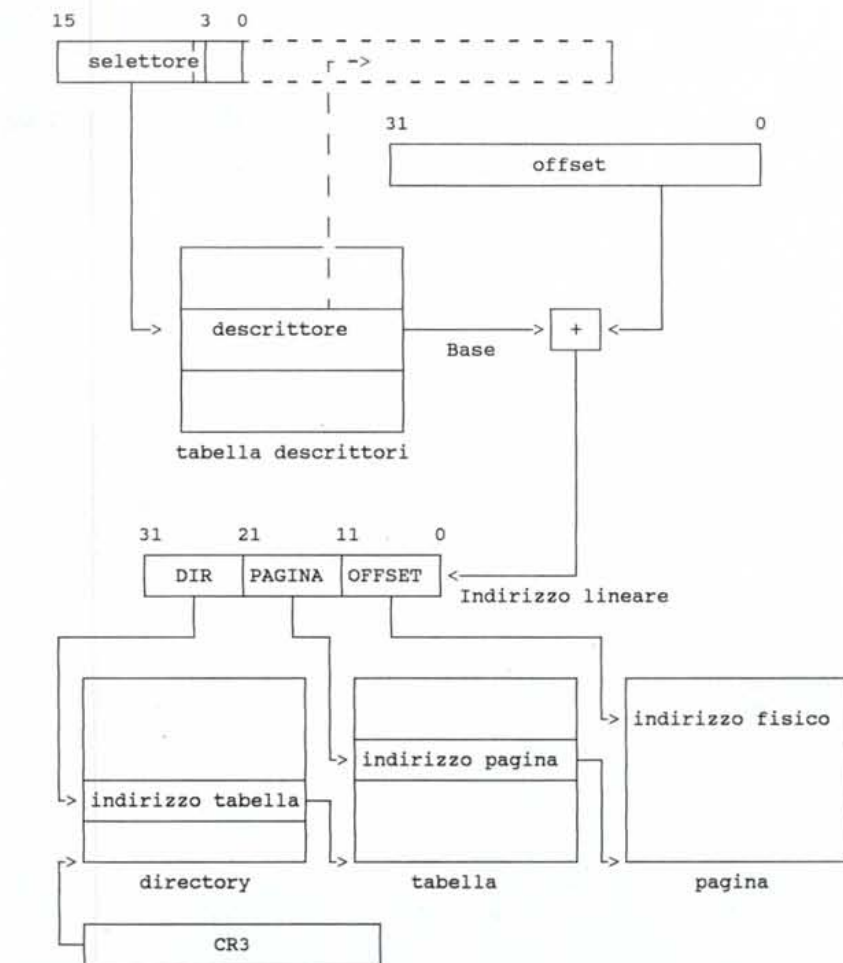 15 3 0
selettore
31 0
offset
descrittore
+
Base
tabella descrittori
31 21 11 0
DIR PAGINA OFFSET
Indirizzo lineare
indirizzo fisico
indirizzo pagina
indirizzo tabella
directory tabella pagina
CR3